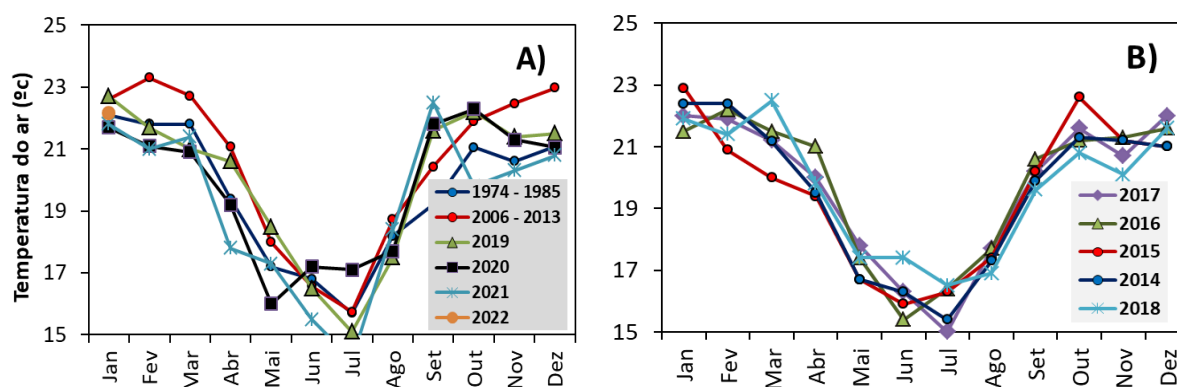 Temperatura do ar (ºc)
25
23
21
19
17
15
A)
1974 - 1985
2006 - 2013
2019
2020
2021
2022
Jan
Fev
Mar
Abr
Mai
Jun
Jul
Ago
Set
Out
Nov
Dez
25
23
21
19
17
15
B)
2017
2016
2015
2014
2018
Jan
Fev
Mar
Abr
Mai
Jun
Jul
Ago
Set
Out
Nov
Dez